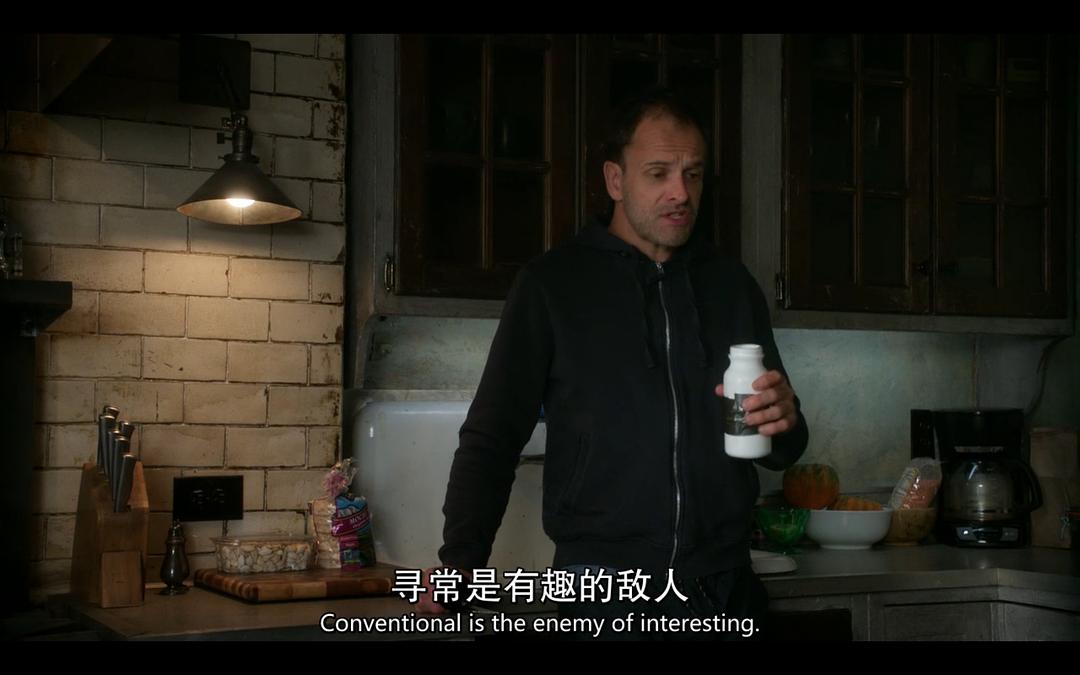 寻常是有趣的敌人
Conventional is the enemy of interesting.